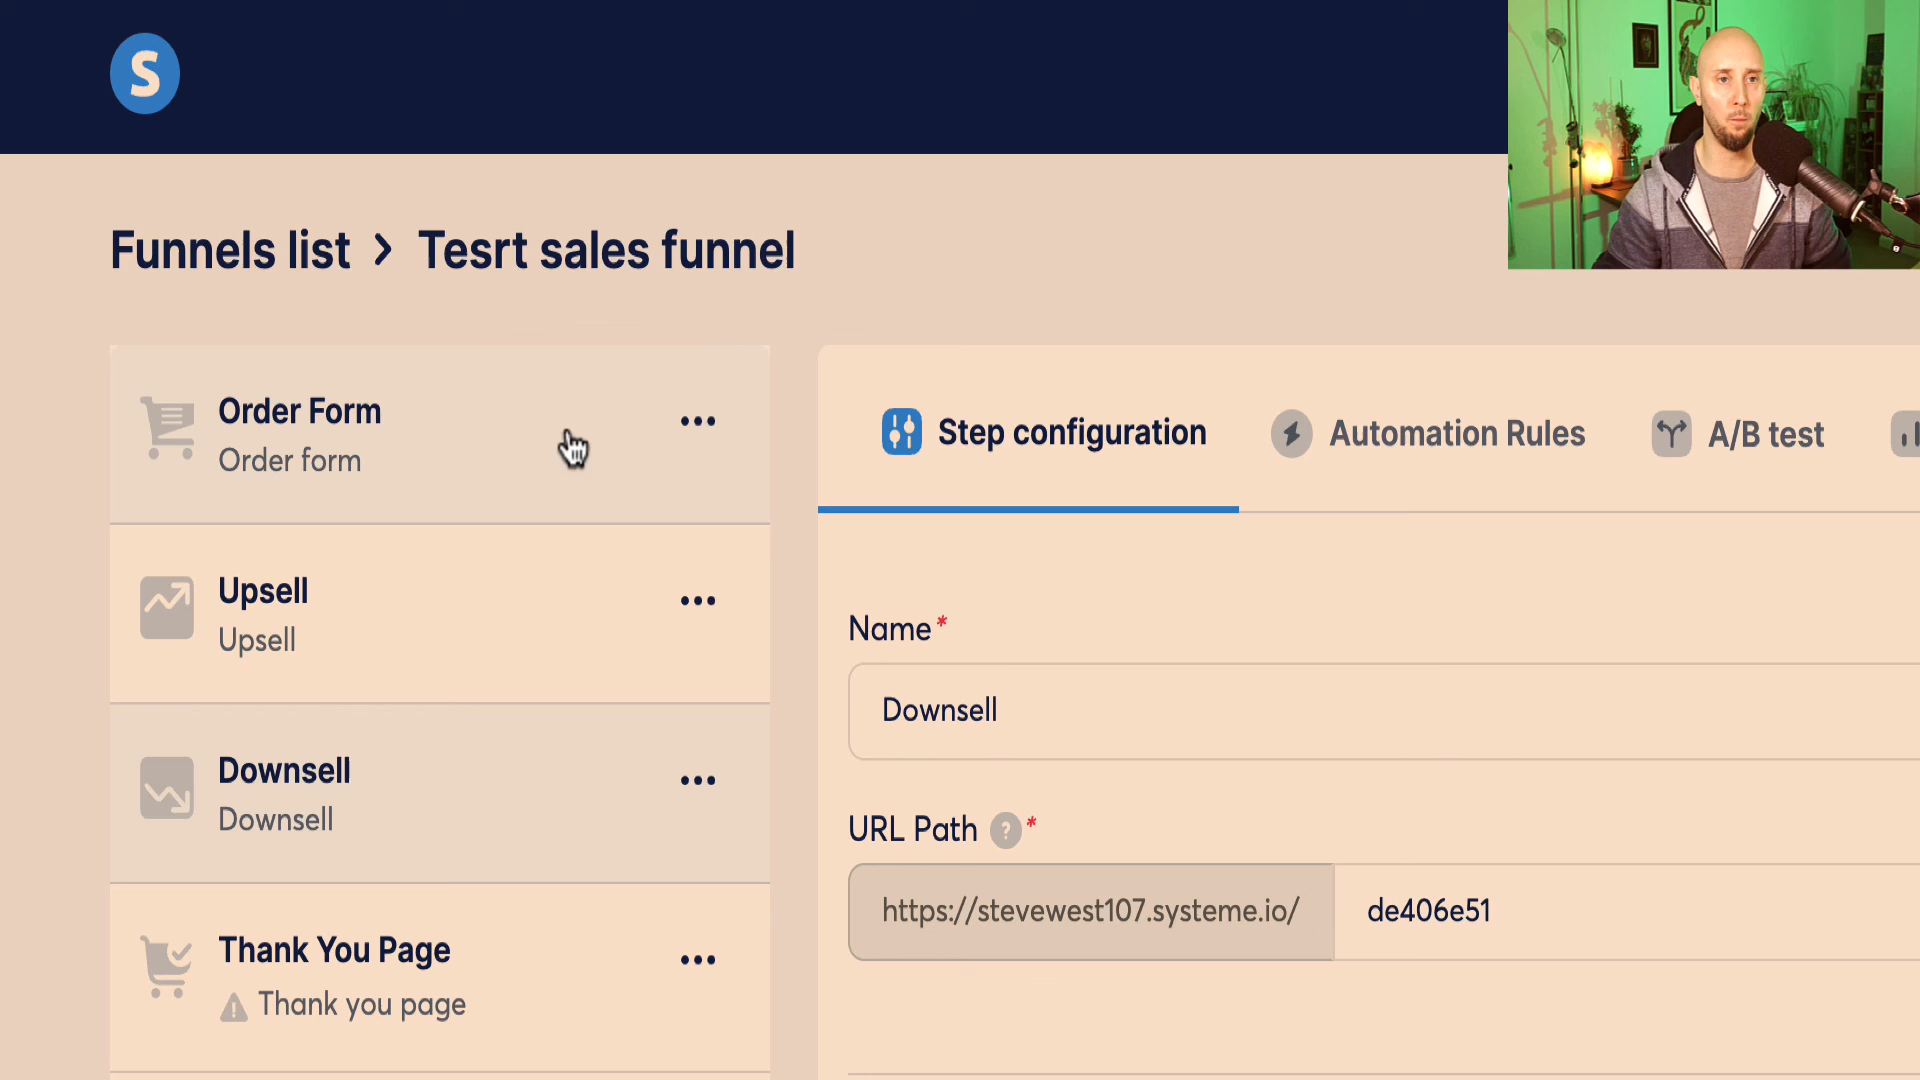 S
Funnels list > Tesrt sales funnel
Order Form
Order form
Upsell
Upsell
Downsell
Downsell
Thank You Page
Thank you page
Step configuration
Automation Rules
A/B test
Name*
Downsell
URL Path ? *
https://stevewest107.systeme.io/
de406e51